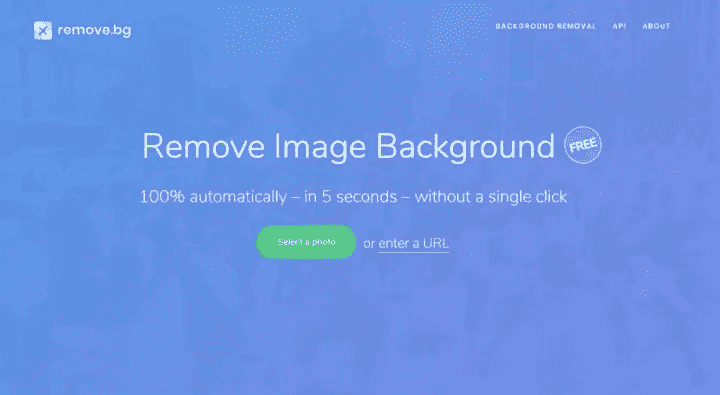 remove.bg
BACKGROUND REMOVAL API ABOUT
Remove Image Background FREE
100% automatically – in 5 seconds – without a single click
Select a photo or enter a URL